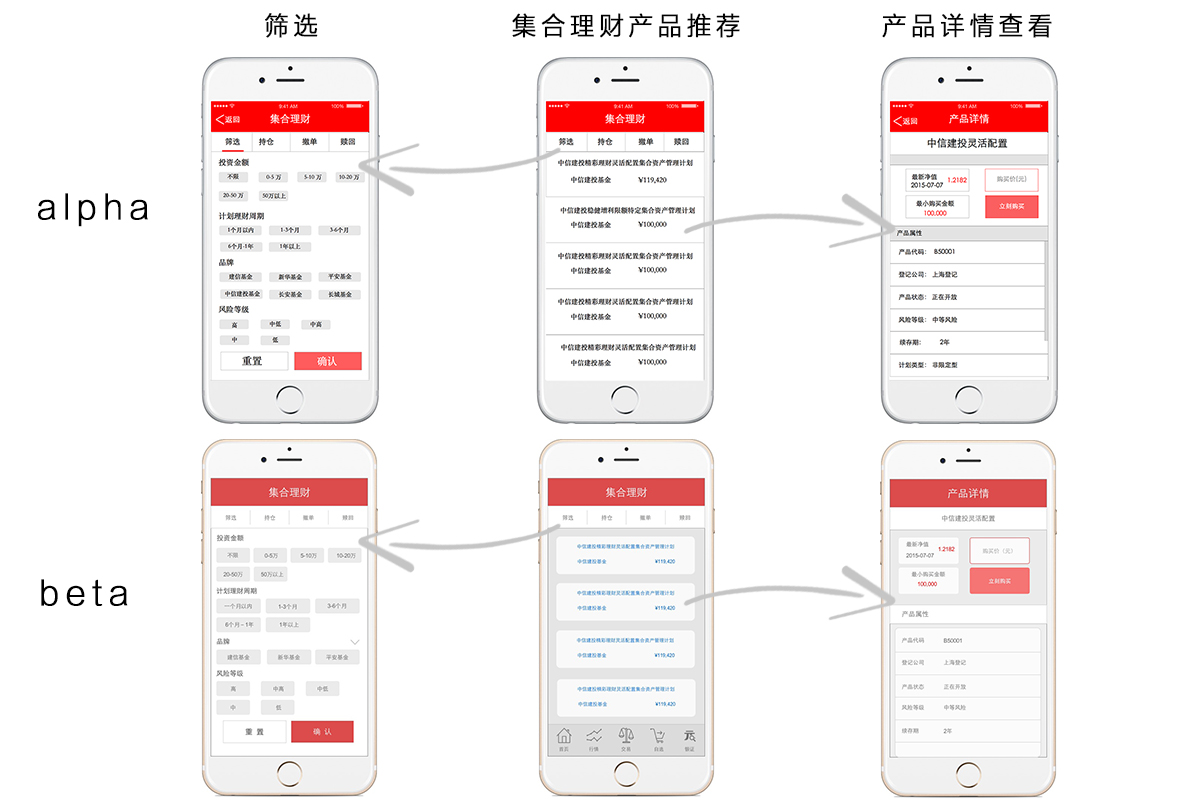 筛选 集合理财产品推荐 产品详情查看
alpha
9:41 AM 100%
返回 集合理财
筛选 持仓 撤单 赎回
投资金额
不限 0-5 万 5-10 万 10-20 万
20-50 万 50万以上
计划理财周期
1个月以内 1-3个月 3-6个月
6个月-1年 1年以上
品牌
建信基金 新华基金 平安基金
中信建投基金 长安基金 长城基金
风险等级
高 中低 中高
中 低
重置 确认
9:41 AM 100%
集合理财
筛选 持仓 撤单 赎回
中信建投精彩理财灵活配置集合资产管理计划
中信建投基金 ¥119,420
中信建投稳健增利限额特定集合资产管理计划
中信建投基金 ¥100,000
中信建投精彩理财灵活配置集合资产管理计划
中信建投基金 ¥100,000
中信建投精彩理财灵活配置集合资产管理计划
中信建投基金 ¥100,000
中信建投精彩理财灵活配置集合资产管理计划
中信建投基金 ¥100,000
9:41 AM 100%
返回 产品详情
中信建投灵活配置
最新净值
2015-07-07 1.2182
购买价(元)
最小购买金额
100,000
立刻购买
产品属性
产品代码: B50001
登记公司: 上海登记
产品状态: 正在开放
风险等级: 中等风险
续存期: 2年
计划类型: 非限定型
beta
集合理财
筛选 持仓 撤单 赎回
投资金额
不限 0-5万 5-10万 10-20万
20-50万 50万以上
计划理财周期
一个月以内 1-3个月 3-6个月
6个月-1年 1年以上
品牌
建信基金 新华基金 平安基金
风险等级
高 中高 中低
中 低
重 置 确 认
集合理财
筛选 持仓 撤单 赎回
中信建投精彩理财灵活配置集合资产管理计划
中信建投基金 ¥119,420
中信建投精彩理财灵活配置集合资产管理计划
中信建投基金 ¥119,420
中信建投精彩理财灵活配置集合资产管理计划
中信建投基金 ¥119,420
中信建投精彩理财灵活配置集合资产管理计划
中信建投基金 ¥119,420
首页 行情 交易 自选
产品详情
中信建投灵活配置
最新净值
2015-07-07 1.2182
购买价（元）
最小购买金额
100,000
立刻购买
产品属性
产品代码 B50001
登记公司 上海登记
产品状态 正在开放
风险等级 中等风险
续存期 2年